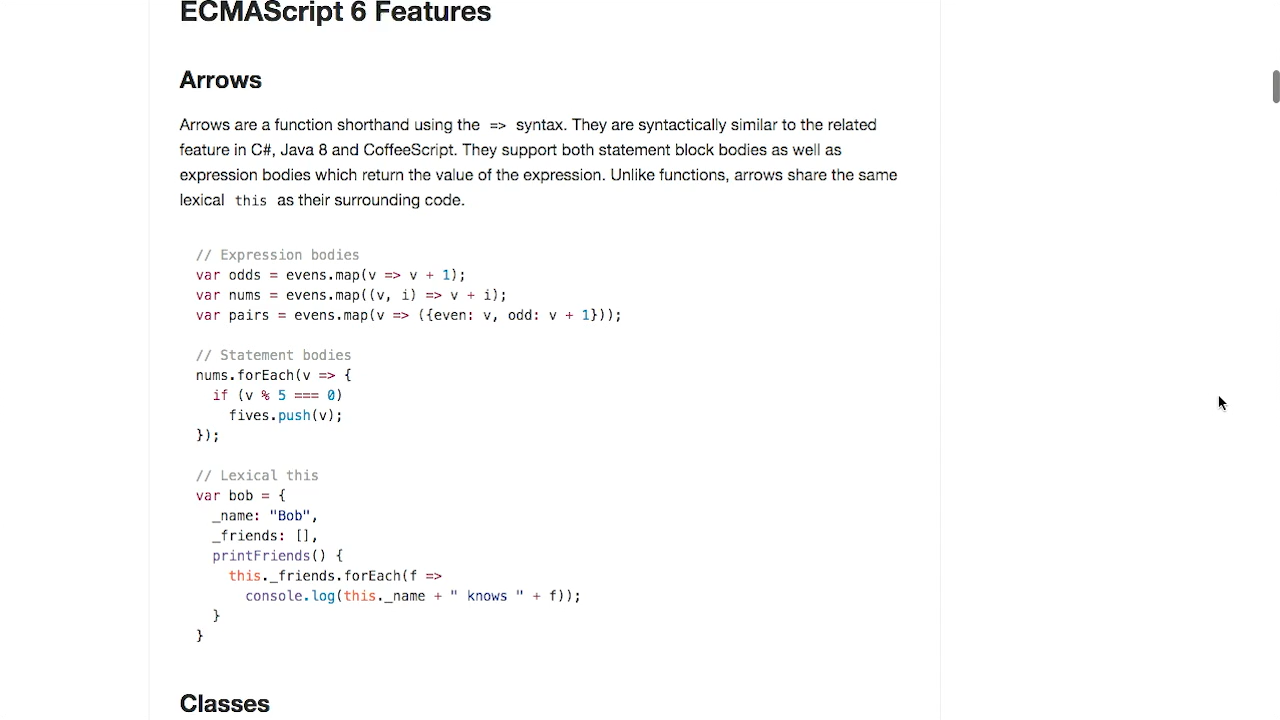 ECMAScript 6 Features
Arrows
Arrows are a function shorthand using the => syntax. They are syntactically similar to the related
feature in C#, Java 8 and CoffeeScript. They support both statement block bodies as well as
expression bodies which return the value of the expression. Unlike functions, arrows share the same
lexical this as their surrounding code.
// Expression bodies
var odds = evens.map(v => v + 1);
var nums = evens.map((v, i) => v + i);
var pairs = evens.map(v => ({even: v, odd: v + 1}));
// Statement bodies
nums.forEach(v => {
  if (v % 5 === 0)
    fives.push(v);
});
// Lexical this
var bob = {
  _name: "Bob",
  _friends: [],
  printFriends() {
    this._friends.forEach(f =>
      console.log(this._name + " knows " + f));
  }
}
Classes